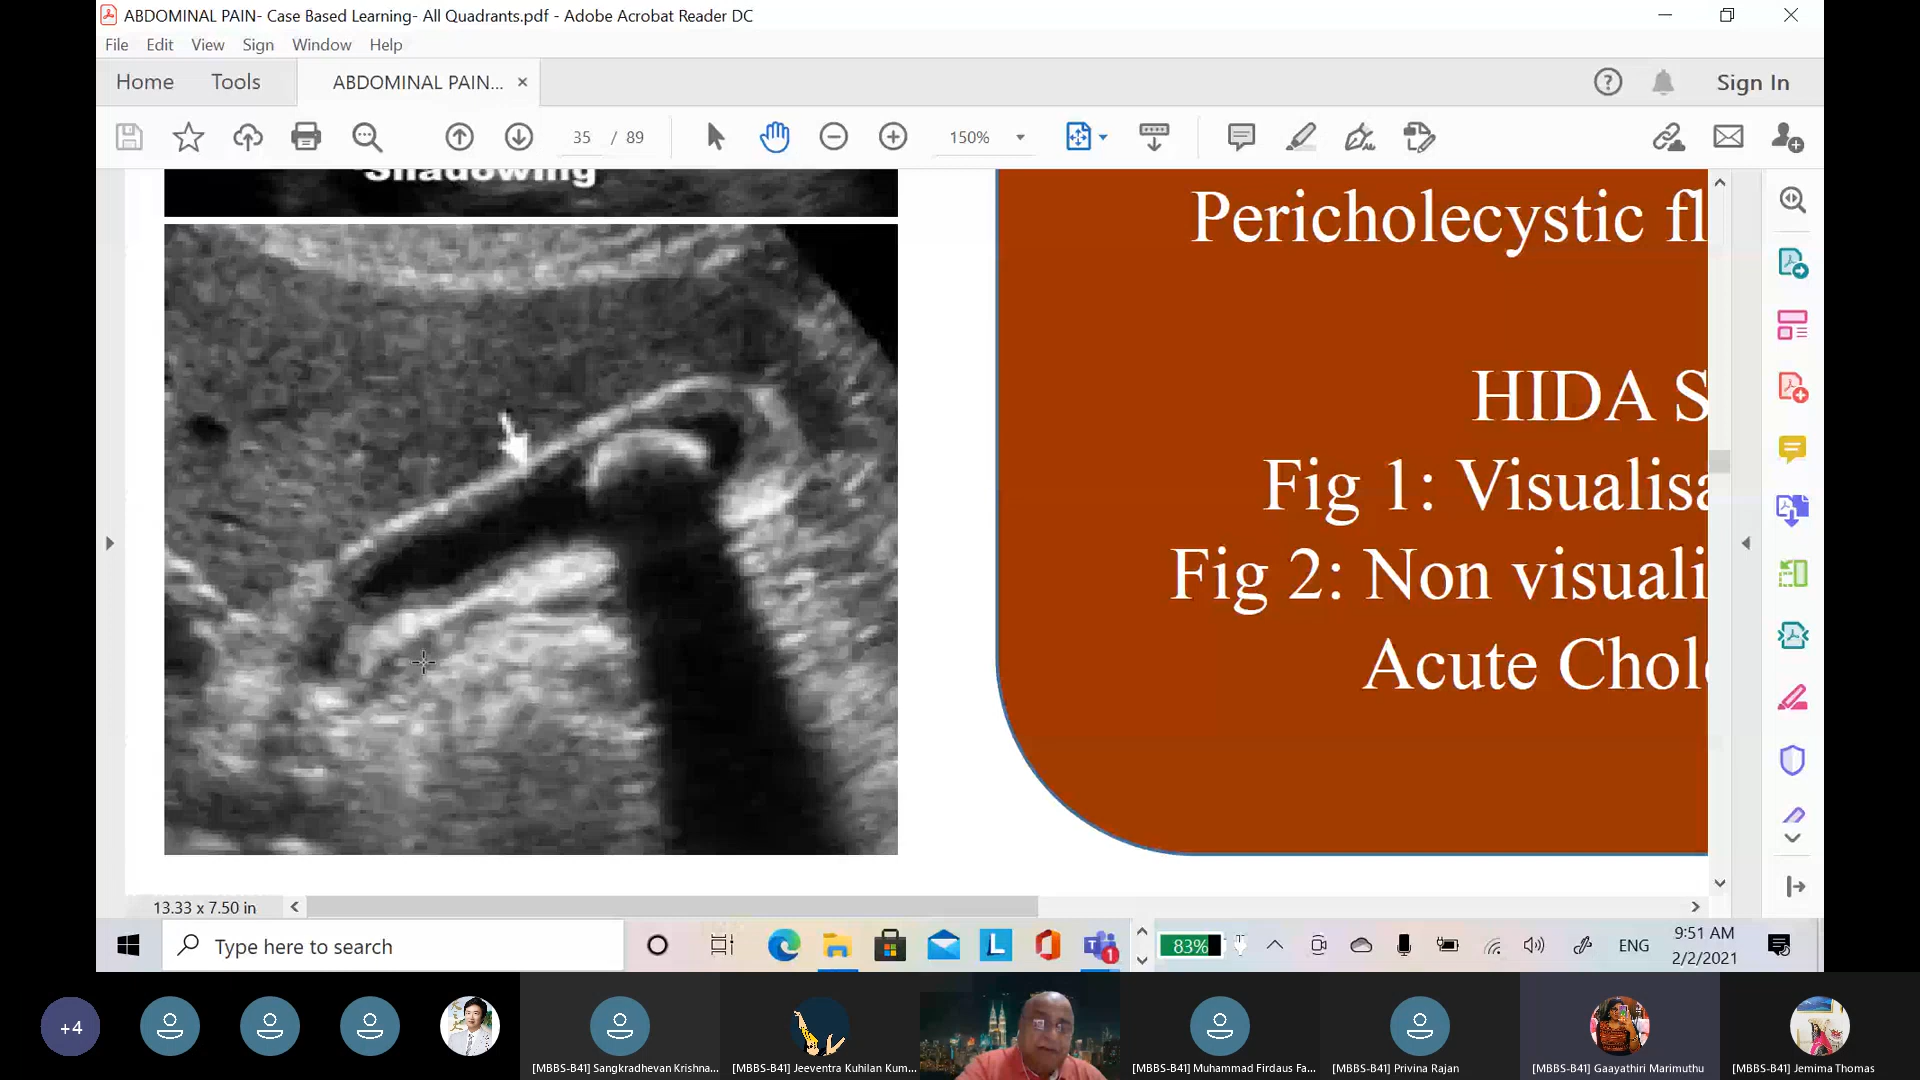 ABDOMINAL PAIN- Case Based Learning- All Quadrants.pdf - Adobe Acrobat Reader DC
File Edit View Sign Window Help
Home Tools ABDOMINAL PAIN... × Sign In
35 / 89 150%
Shadowing
Pericholecystic fl
HIDA S
Fig 1: Visualisa
Fig 2: Non visuali
Acute Chole
13.33 x 7.50 in
Type here to search
83% ENG 9:51 AM
2/2/2021
+4
[MBBS-B41] Sangkradhevan Krishna...
[MBBS-B41] Jeeventra Kuhilan Kum...
[MBBS-B41] Muhammad Firdaus Fa...
[MBBS-B41] Privina Rajan
[MBBS-B41] Gaayathiri Marimuthu
[MBBS-B41] Jemima Thomas